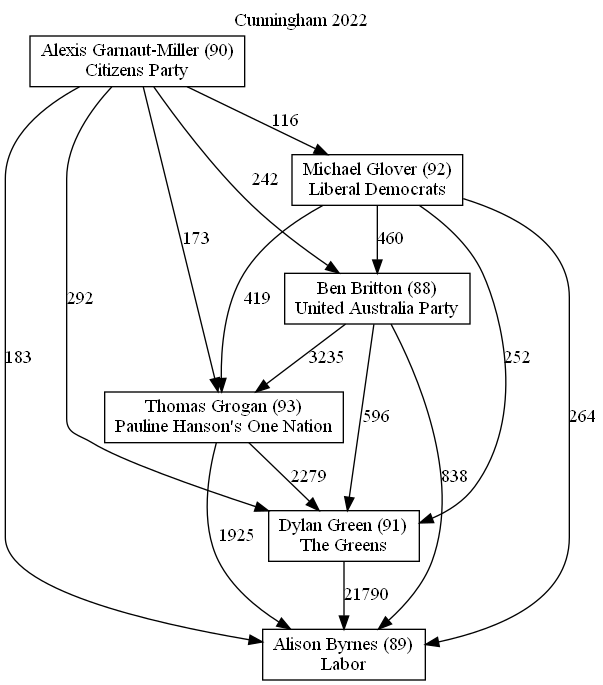 Cunningham 2022
Alexis Garnaut-Miller (90)
Citizens Party
116
Michael Glover (92)
Liberal Democrats
242
173
460
419
Ben Britton (88)
United Australia Party
292
183
3235
252
264
Thomas Grogan (93)
Pauline Hanson's One Nation
596
2279
838
1925
Dylan Green (91)
The Greens
21790
Alison Byrnes (89)
Labor